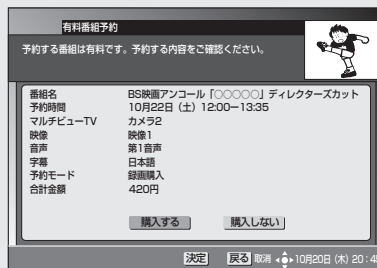 有料番組予約
予約する番組は有料です。予約する内容をご確認ください。
番組名 BS映画アンコール「○○○○○」ディレクターズカット
予約時間 10月22日（土）12:00ー13:35
マルチビューTV カメラ2
映像 映像1
音声 第1音声
字幕 日本語
予約モード 録画購入
合計金額 420円
購入する 購入しない
決定 戻る 取消 10月20日（木）20:45